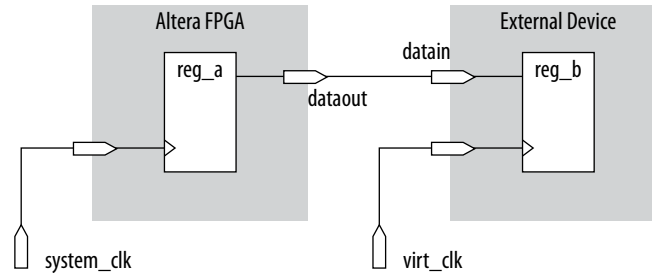 Altera FPGA
External Device
reg_a
datain
reg_b
dataout
system_clk
virt_clk